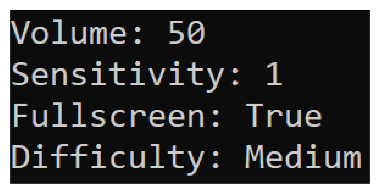 Volume: 50
Sensitivity: 1
Fullscreen: True
Difficulty: Medium